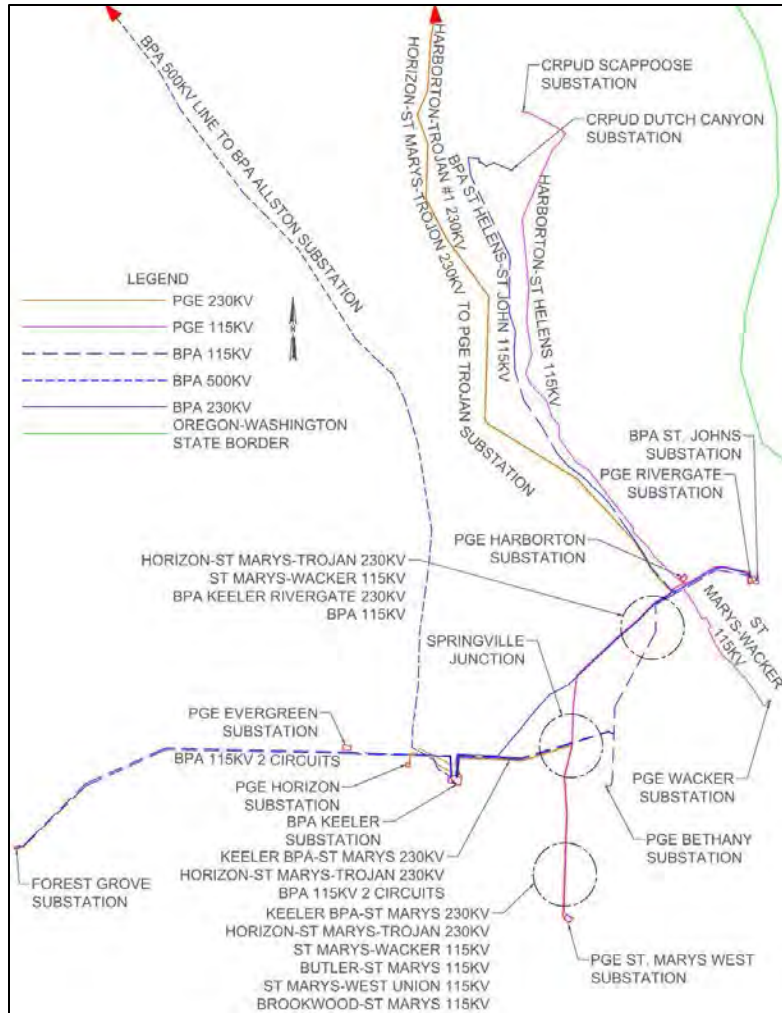 BPA 500KV LINE TO BPA ALLSTON SUBSTATION
HARBORTON-TROJAN #1 230KV
HORIZON-ST MARYS-TROJON 230KV TO PGE TROJAN SUBSTATION
BPA ST HELENS-ST JOHN 115KV
HARBORTON-ST HELENS 115KV
CRPUD SCAPPOOSE
SUBSTATION
CRPUD DUTCH CANYON
SUBSTATION
LEGEND
PGE 230KV
PGE 115KV
BPA 115KV
BPA 500KV
BPA 230KV
OREGON-WASHINGTON
STATE BORDER
N
BPA ST. JOHNS
SUBSTATION
PGE RIVERGATE
SUBSTATION
PGE HARBORTON
SUBSTATION
HORIZON-ST MARYS-TROJAN 230KV
ST MARYS-WACKER 115KV
BPA KEELER RIVERGATE 230KV
BPA 115KV
ST
MARYS-WACKER
115KV
SPRINGVILLE
JUNCTION
PGE EVERGREEN
SUBSTATION
BPA 115KV 2 CIRCUITS
PGE HORIZON
SUBSTATION
BPA KEELER
SUBSTATION
PGE WACKER
SUBSTATION
PGE BETHANY
SUBSTATION
FOREST GROVE
SUBSTATION
KEELER BPA-ST MARYS 230KV
HORIZON-ST MARYS-TROJAN 230KV
BPA 115KV 2 CIRCUITS
KEELER BPA-ST MARYS 230KV
HORIZON-ST MARYS-TROJAN 230KV
ST MARYS-WACKER 115KV
BUTLER-ST MARYS 115KV
ST MARYS-WEST UNION 115KV
BROOKWOOD-ST MARYS 115KV
PGE ST. MARYS WEST
SUBSTATION